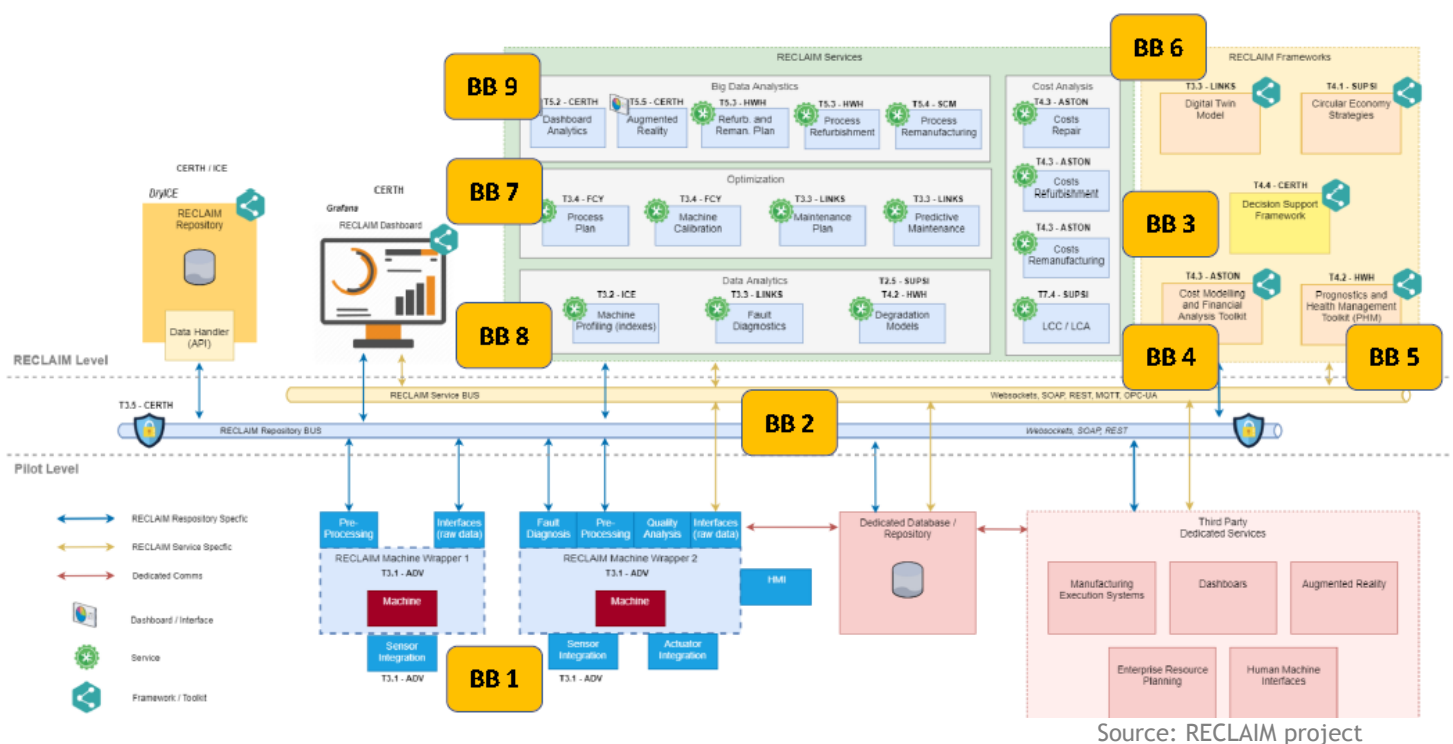 BB 6
RECLAIM Services
RECLAIM Frameworks
BB 9
Big Data Analystics
T5.2 - CERTH
Dashboard
Analytics
T5.5 - CERTH
Augmented
Reality
T5.3 - HWH
Refurb. and
Reman. Plan
T5.3 - HWH
Process
Refurbishment
T5.4 - SCM
Process
Remanufacturing
Cost Analysis
T4.3 - ASTON
Costs
Repair
T4.3 - ASTON
Costs
Refurbishment
T4.3 - ASTON
Costs
Remanufacturing
T7.4 - SUPSI
LCC / LCA
T3.3 - LINKS
Digital Twin
Model
T4.1 - SUPSI
Circular Economy
Strategies
T4.4 - CERTH
Decision Support
Framework
BB 3
T4.3 - ASTON
Cost Modelling
and Financial
Analysis Toolkit
T4.2 - HWH
Prognostics and
Health Management
Toolkit (PHM)
BB 4
BB 5
BB 7
Optimization
T3.4 - FCY
Process
Plan
T3.4 - FCY
Machine
Calibration
T3.3 - LINKS
Maintenance
Plan
T3.3 - LINKS
Predictive
Maintenance
BB 8
Data Analytics
T3.2 - ICE
Machine
Profiling (indexes)
T3.3 - LINKS
Fault
Diagnostics
T2.5 - SUPSI
T4.2 - HWH
Degradation
Models
CERTH / ICE
DryICE
RECLAIM
Repository
Data Handler
(API)
CERTH
Grafana
RECLAIM Dashboard
RECLAIM Level
RECLAIM Service BUS
Websockets, SOAP, REST, MQTT, OPC-UA
T3.5 - CERTH
RECLAIM Repository BUS
BB 2
Websockets, SOAP, REST
Pilot Level
RECLAIM Respository Specfic
RECLAIM Service Specfic
Dedicated Comms
Dashboard / Interface
Service
Framework / Toolkit
Pre-
Processing
Interfaces
(raw data)
RECLAIM Machine Wrapper 1
T3.1 - ADV
Machine
Sensor
Integration
T3.1 - ADV
BB 1
Fault
Diagnosis
Pre-
Processing
Quality
Analysis
Interfaces
(raw data)
RECLAIM Machine Wrapper 2
T3.1 - ADV
Machine
HMI
Sensor
Integration
T3.1 - ADV
Actuator
Integration
Dedicated Database /
Repository
Third Party
Dedicated Services
Manufacturing
Execution Systems
Dashboars
Augmented Reality
Enterprise Resource
Planning
Human Machine
Interfaces
Source: RECLAIM project